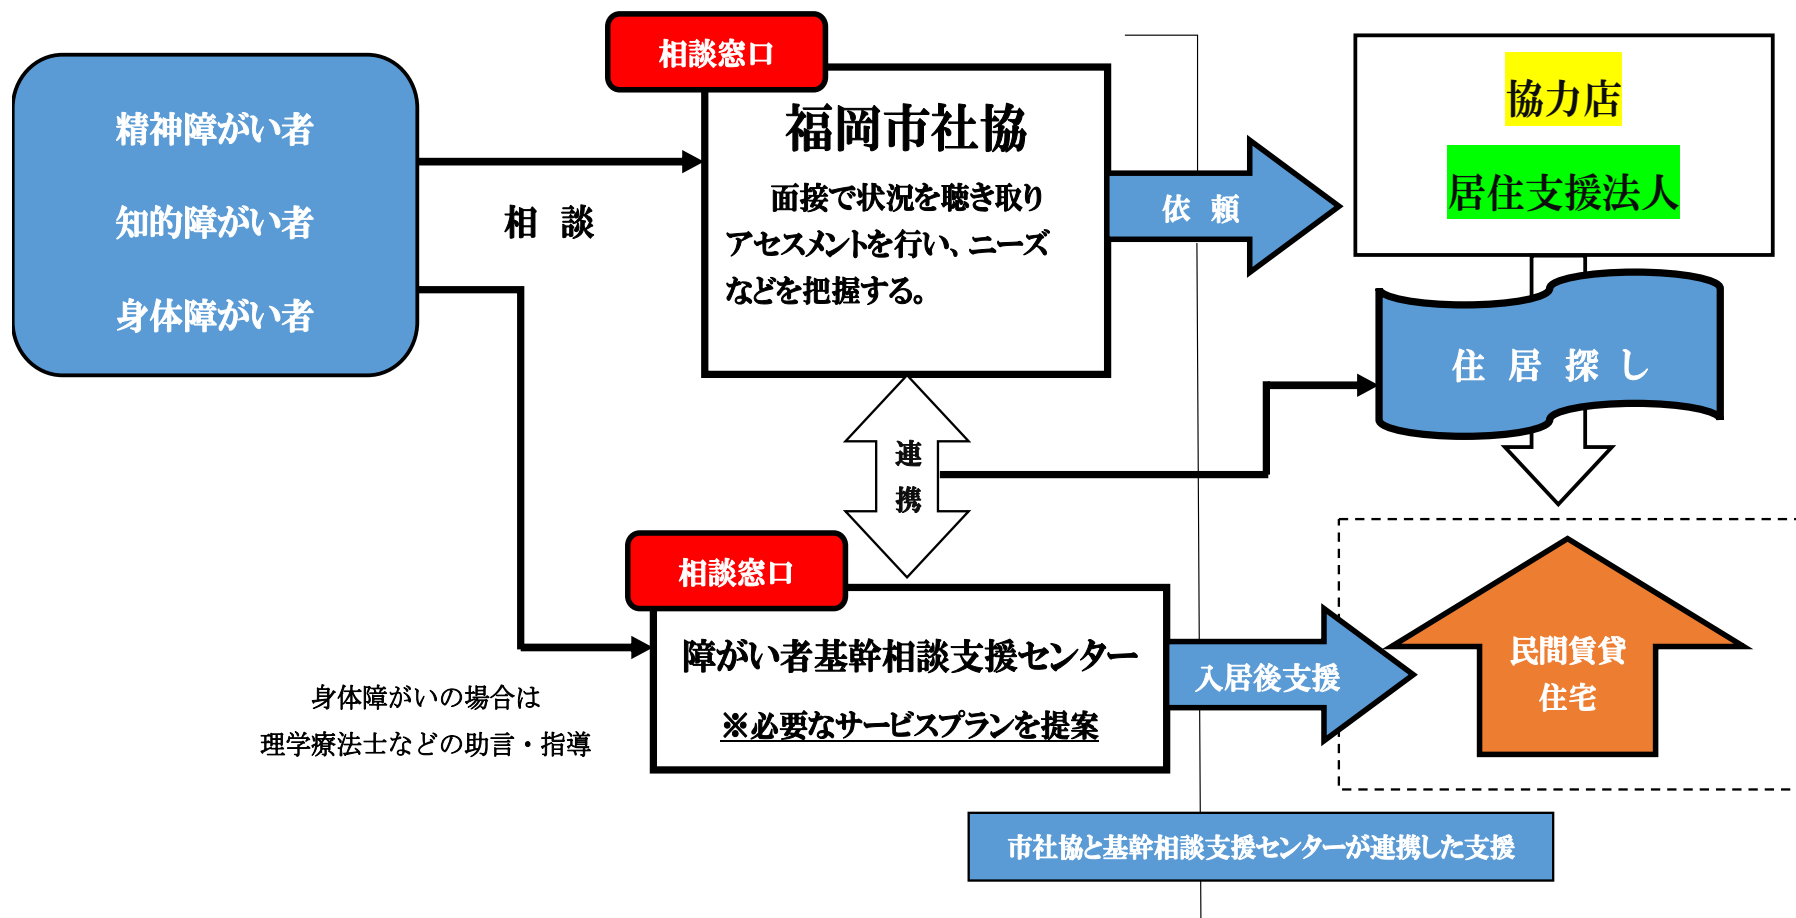 精神障がい者
知的障がい者
身体障がい者
相 談
相談窓口
福岡市社協
面接で状況を聴き取り
アセスメントを行い、ニーズ
などを把握する。
依 頼
協力店
居住支援法人
住 居 探 し
連
携
相談窓口
障がい者基幹相談支援センター
※必要なサービスプランを提案
身体障がいの場合は
理学療法士などの助言・指導
入居後支援
民間賃貸
住宅
市社協と基幹相談支援センターが連携した支援